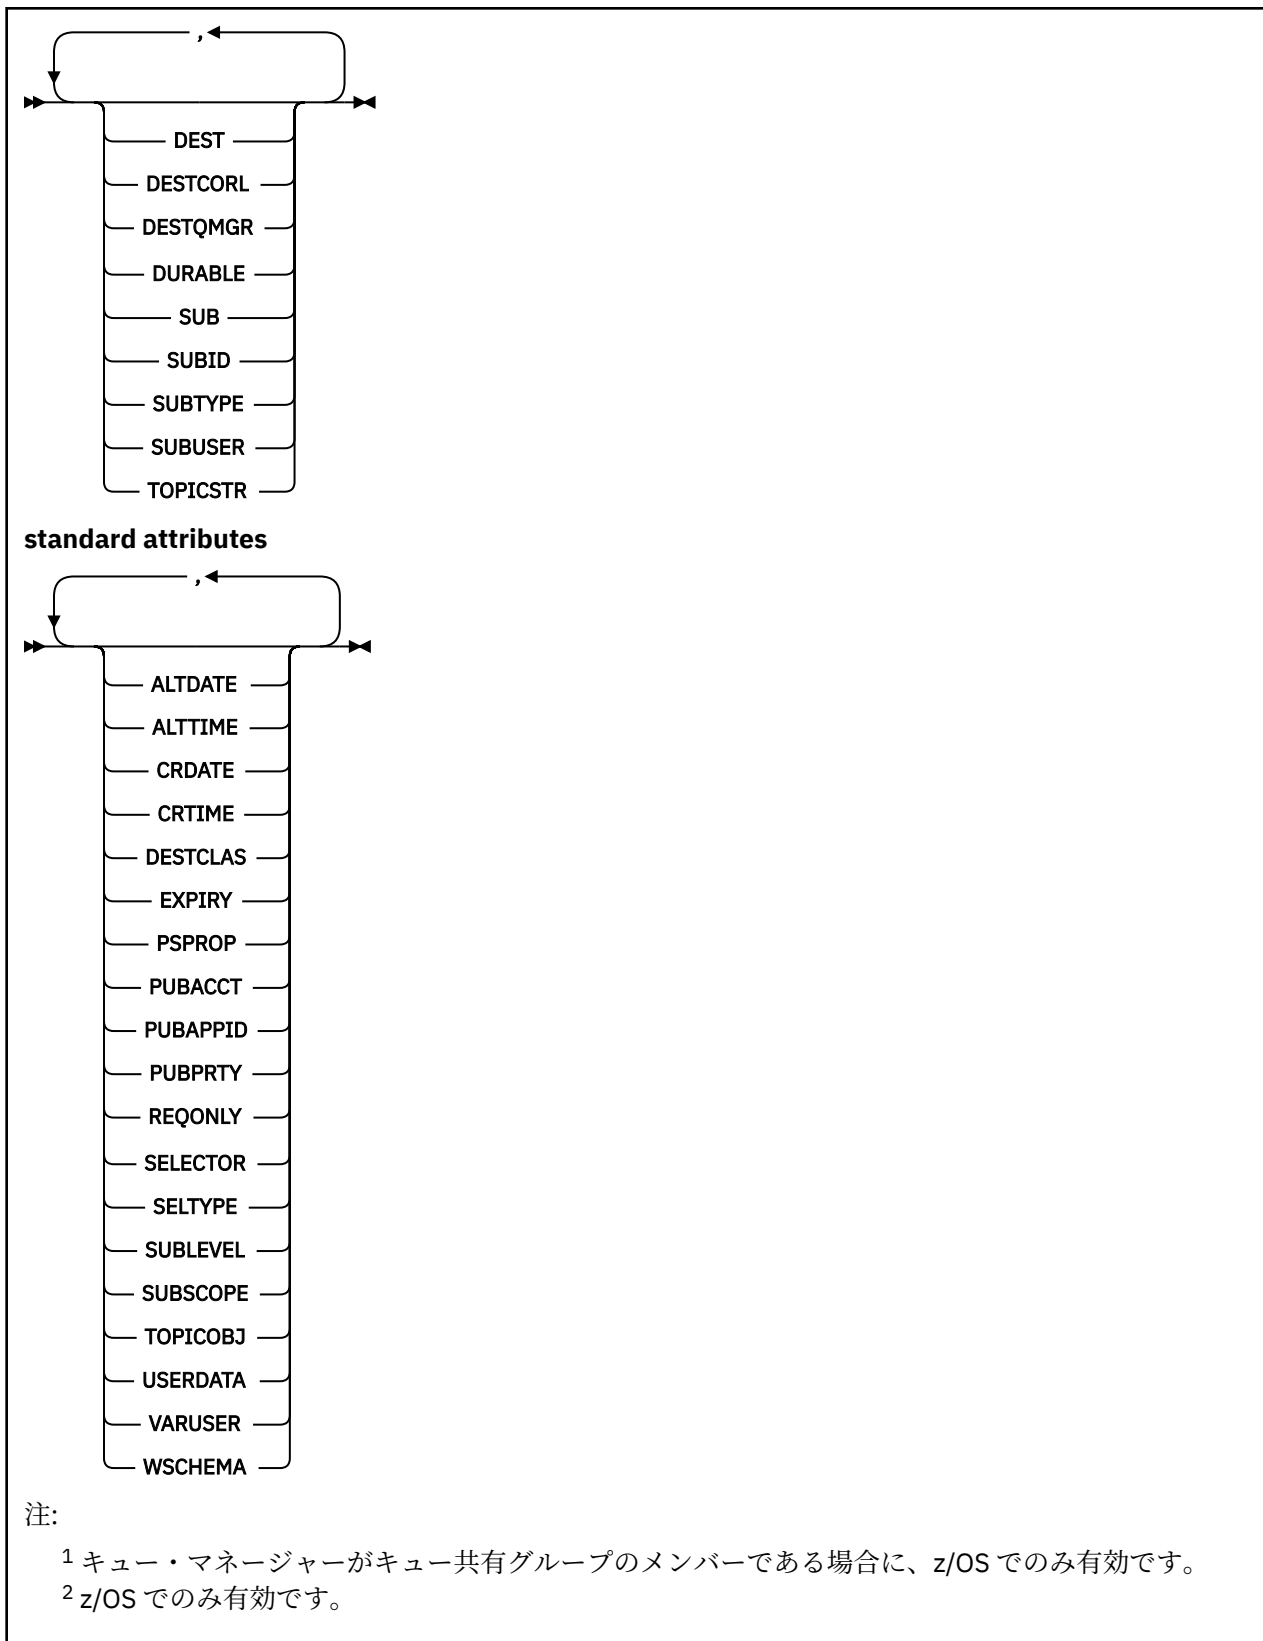 ,
DEST
DESTCORL
DESTQMGR
DURABLE
SUB
SUBID
SUBTYPE
SUBUSER
TOPICSTR
standard attributes
,
ALTDATE
ALTTIME
CRDATE
CRTIME
DESTCLAS
EXPIRY
PSPROP
PUBACCT
PUBAPPID
PUBPRTY
REQONLY
SELECTOR
SELTYPE
SUBLEVEL
SUBSCOPE
TOPICOBJ
USERDATA
VARUSER
WSCHEMA
注:
1 キュー・マネージャーがキュー共有グループのメンバーである場合に、z/OS でのみ有効です。
2 z/OS でのみ有効です。